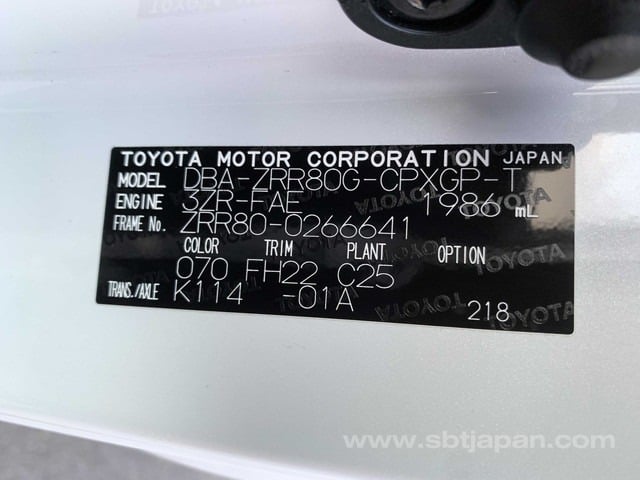 TOYOTA MOTOR CORPORATION JAPAN
MODEL DBA-ZRR80G-CPXGP-T
ENGINE 3ZR-FAE 1986 mL
FRAME No. ZRR80-0266641
COLOR TRIM PLANT OPTION
070 FH22 C25
TRANS./AXLE K114 -01A 218
www.sbtjapan.com